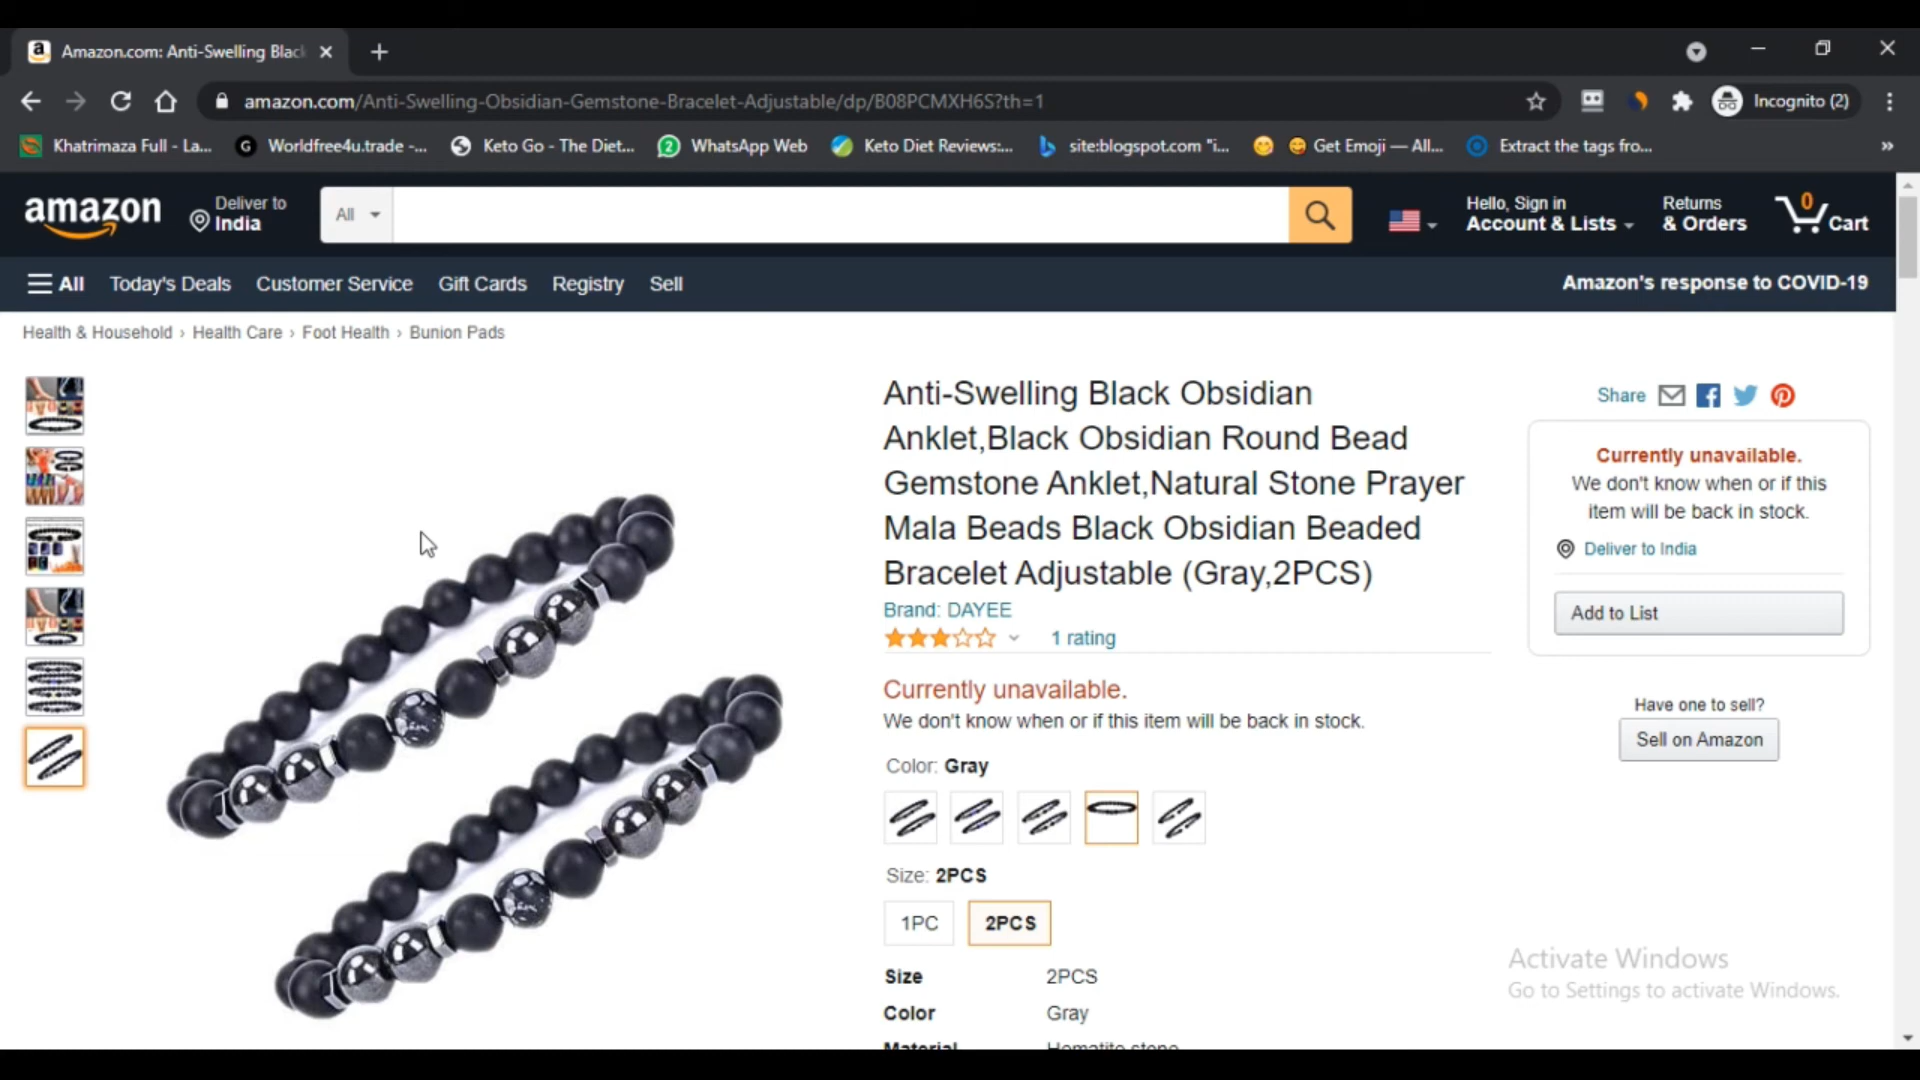 Amazon.com: Anti-Swelling Blac
amazon.com/Anti-Swelling-Obsidian-Gemstone-Bracelet-Adjustable/dp/B08PCMXH6S?th=1
Incognito (2)
Khatrimaza Full - La...
Worldfree4u.trade -...
Keto Go - The Diet...
WhatsApp Web
Keto Diet Reviews:...
site:blogspot.com "i...
Get Emoji — All...
Extract the tags fro...
»
amazon
Deliver to
India
All
Hello, Sign in
Account & Lists
Returns
& Orders
0
Cart
All
Today's Deals
Customer Service
Gift Cards
Registry
Sell
Amazon's response to COVID-19
Health & Household › Health Care › Foot Health › Bunion Pads
Anti-Swelling Black Obsidian
Anklet,Black Obsidian Round Bead
Gemstone Anklet,Natural Stone Prayer
Mala Beads Black Obsidian Beaded
Bracelet Adjustable (Gray,2PCS)
Brand: DAYEE
1 rating
Currently unavailable.
We don't know when or if this item will be back in stock.
Color: Gray
Size: 2PCS
1PC
2PCS
Size 2PCS
Color Gray
Material Hematite stone
Share
Currently unavailable.
We don't know when or if this
item will be back in stock.
Deliver to India
Add to List
Have one to sell?
Sell on Amazon
Activate Windows
Go to Settings to activate Windows.